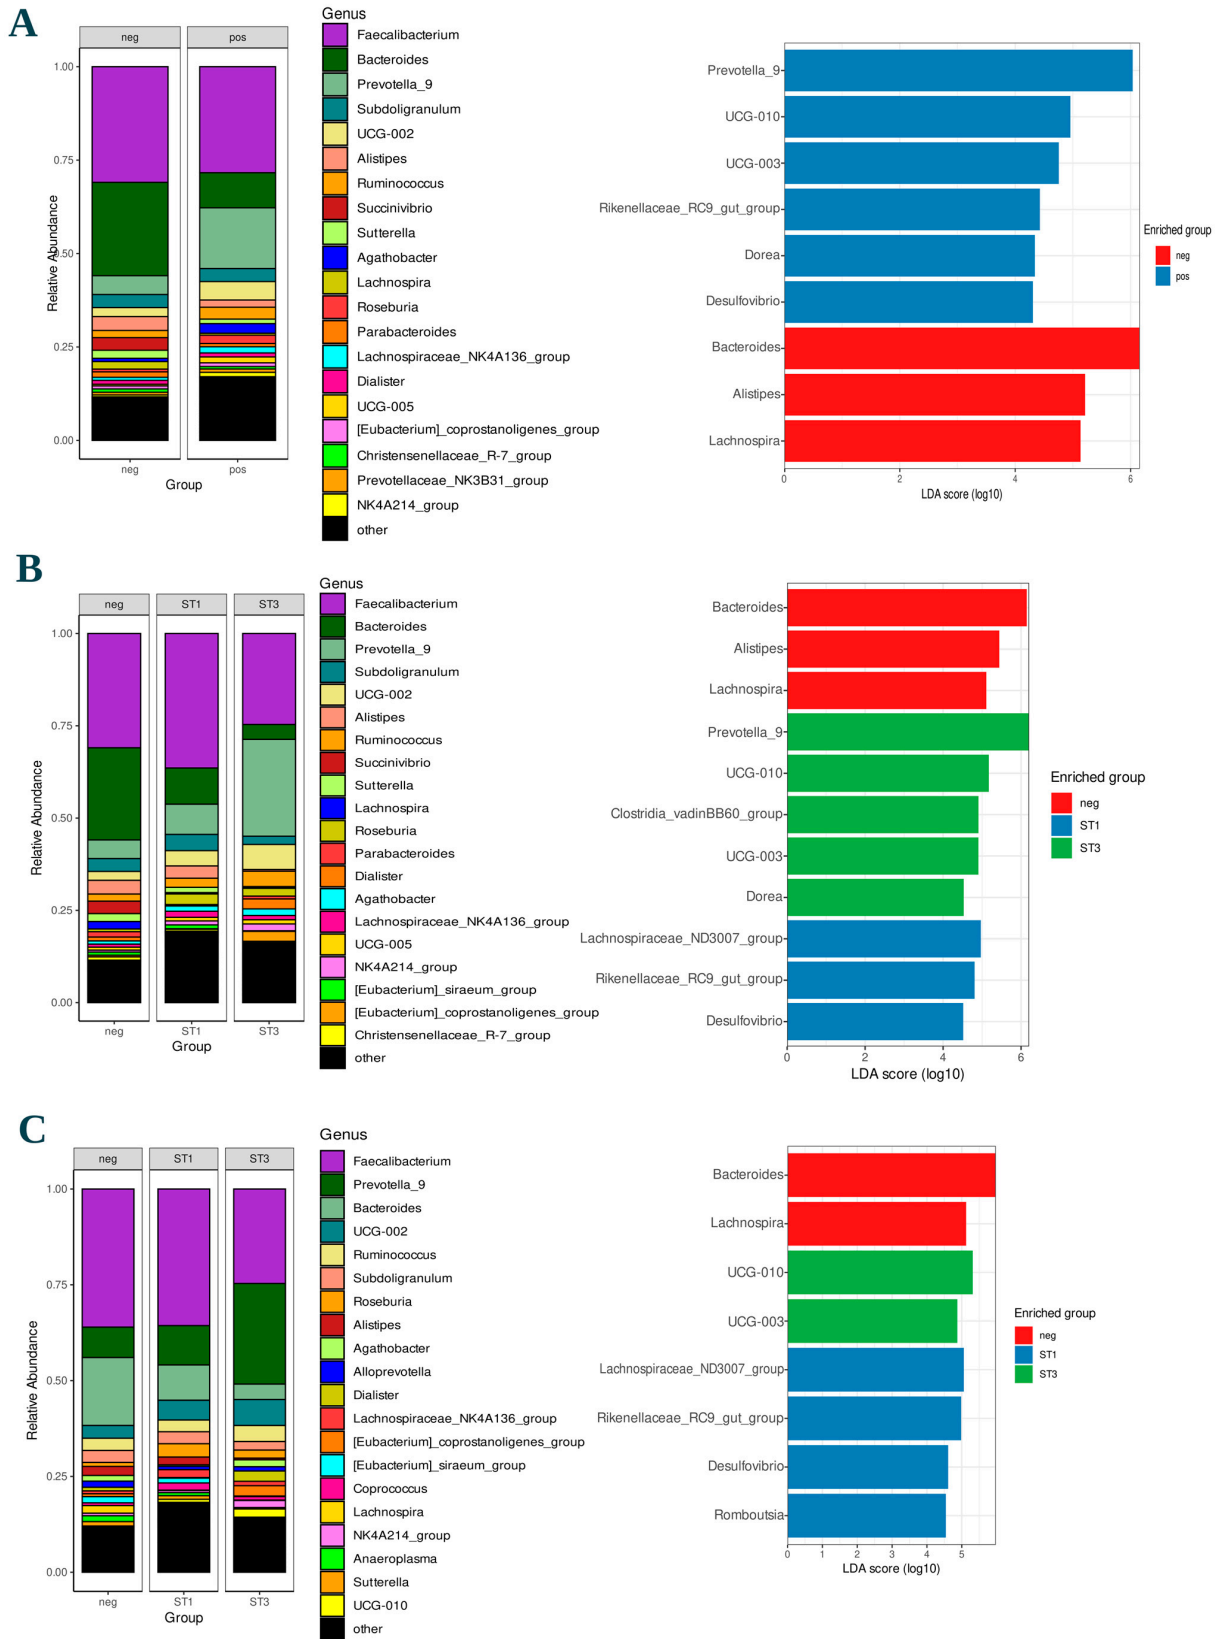 A
neg
pos
1.00
0.75
0.50
0.25
0.00
Relative Abundance
neg
pos
Group
Genus
Faecalibacterium
Bacteroides
Prevotella_9
Subdoligranulum
UCG-002
Alistipes
Ruminococcus
Succinivibrio
Sutterella
Agathobacter
Lachnospira
Roseburia
Parabacteroides
Lachnospiraceae_NK4A136_group
Dialister
UCG-005
[Eubacterium]_coprostanoligenes_group
Christensenellaceae_R-7_group
Prevotellaceae_NK3B31_group
NK4A214_group
other
Prevotella_9
UCG-010
UCG-003
Rikenellaceae_RC9_gut_group
Dorea
Desulfovibrio
Bacteroides
Alistipes
Lachnospira
0
2
4
6
LDA score (log10)
Enriched group
neg
pos
B
neg
ST1
ST3
1.00
0.75
0.50
0.25
0.00
Relative Abundance
neg
ST1
ST3
Group
Genus
Faecalibacterium
Bacteroides
Prevotella_9
Subdoligranulum
UCG-002
Alistipes
Ruminococcus
Succinivibrio
Sutterella
Lachnospira
Roseburia
Parabacteroides
Dialister
Agathobacter
Lachnospiraceae_NK4A136_group
UCG-005
NK4A214_group
[Eubacterium]_siraeum_group
[Eubacterium]_coprostanoligenes_group
Christensenellaceae_R-7_group
other
Bacteroides
Alistipes
Lachnospira
Prevotella_9
UCG-010
Clostridia_vadinBB60_group
UCG-003
Dorea
Lachnospiraceae_ND3007_group
Rikenellaceae_RC9_gut_group
Desulfovibrio
0
2
4
6
LDA score (log10)
Enriched group
neg
ST1
ST3
C
neg
ST1
ST3
1.00
0.75
0.50
0.25
0.00
Relative Abundance
neg
ST1
ST3
Group
Genus
Faecalibacterium
Prevotella_9
Bacteroides
UCG-002
Ruminococcus
Subdoligranulum
Roseburia
Alistipes
Agathobacter
Alloprevotella
Dialister
Lachnospiraceae_NK4A136_group
[Eubacterium]_coprostanoligenes_group
[Eubacterium]_siraeum_group
Coprococcus
Lachnospira
NK4A214_group
Anaeroplasma
Sutterella
UCG-010
other
Bacteroides
Lachnospira
UCG-010
UCG-003
Lachnospiraceae_ND3007_group
Rikenellaceae_RC9_gut_group
Desulfovibrio
Romboutsia
0
1
2
3
4
5
LDA score (log10)
Enriched group
neg
ST1
ST3